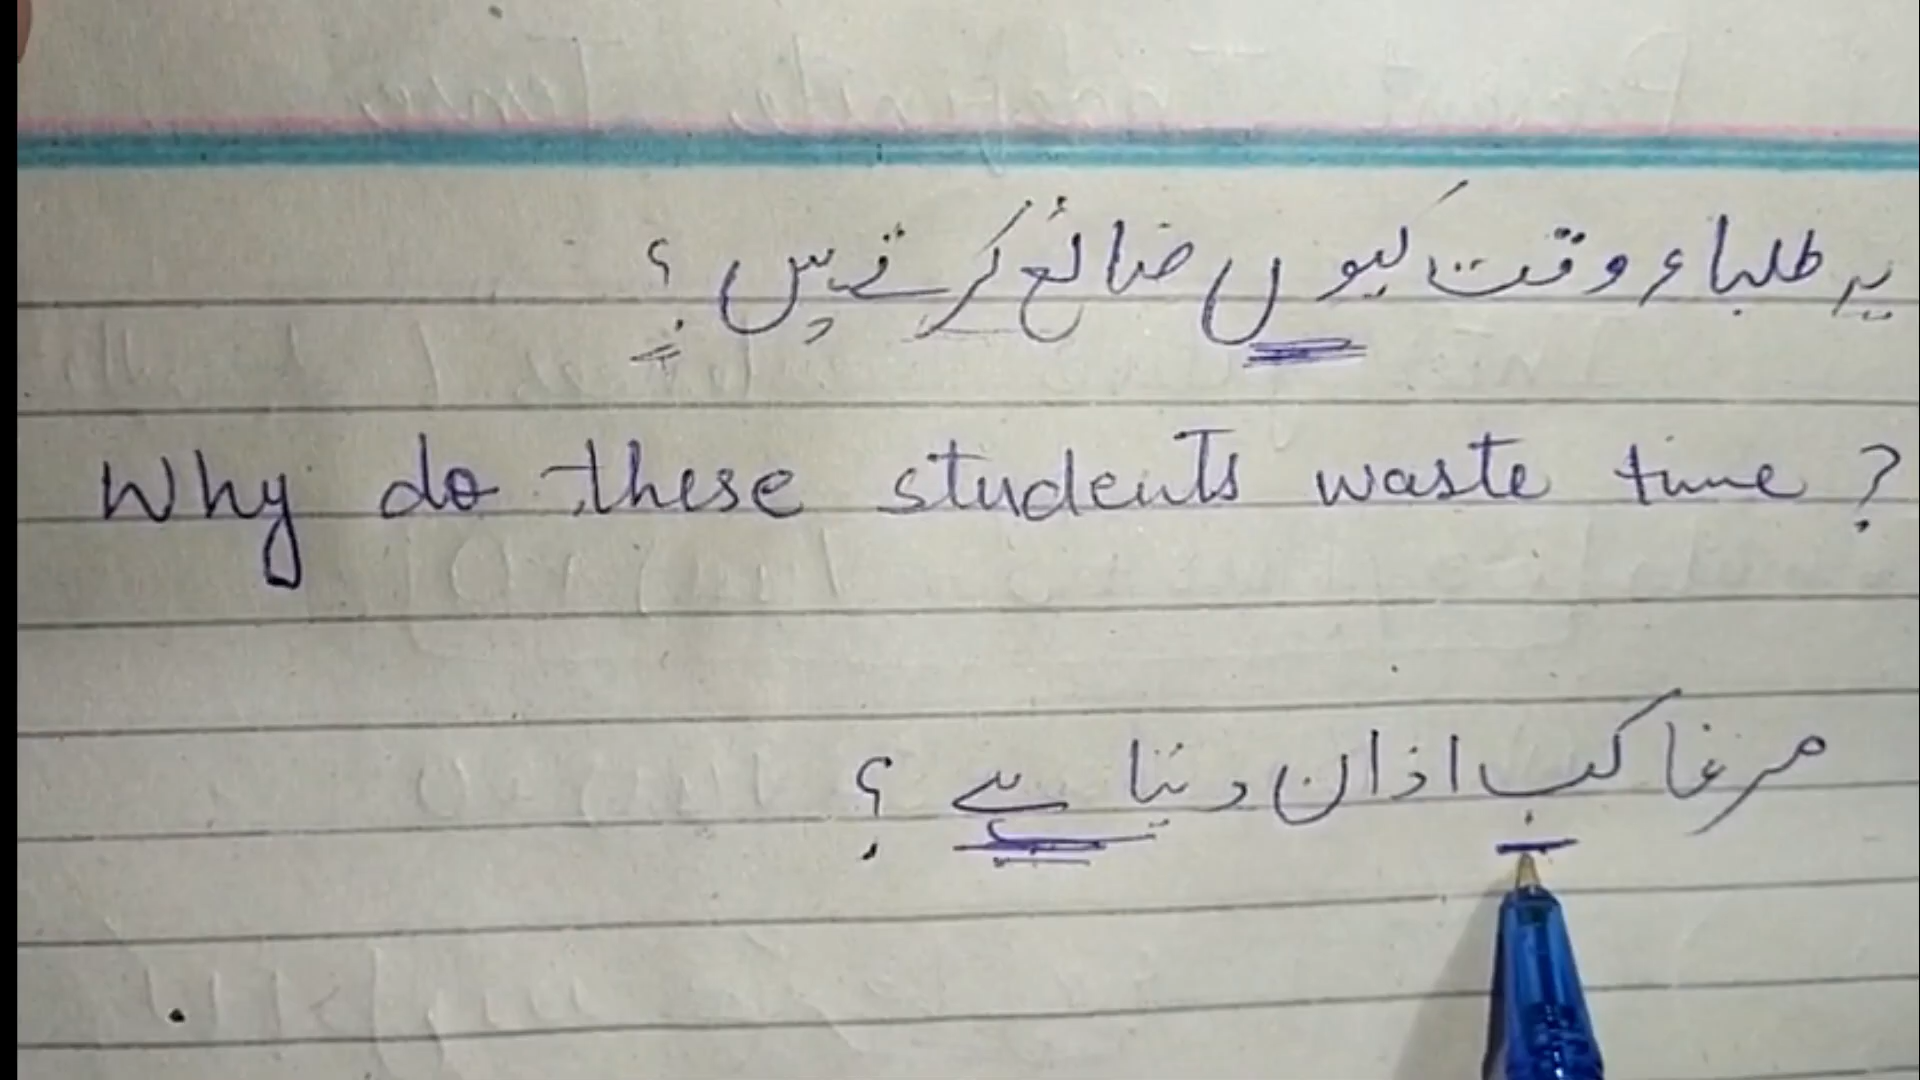 یہ طلباء وقت کیوں ضائع کرتے ہیں ؟
Why do these students waste time ?
مرغا کب اذان دیتا ہے ؟